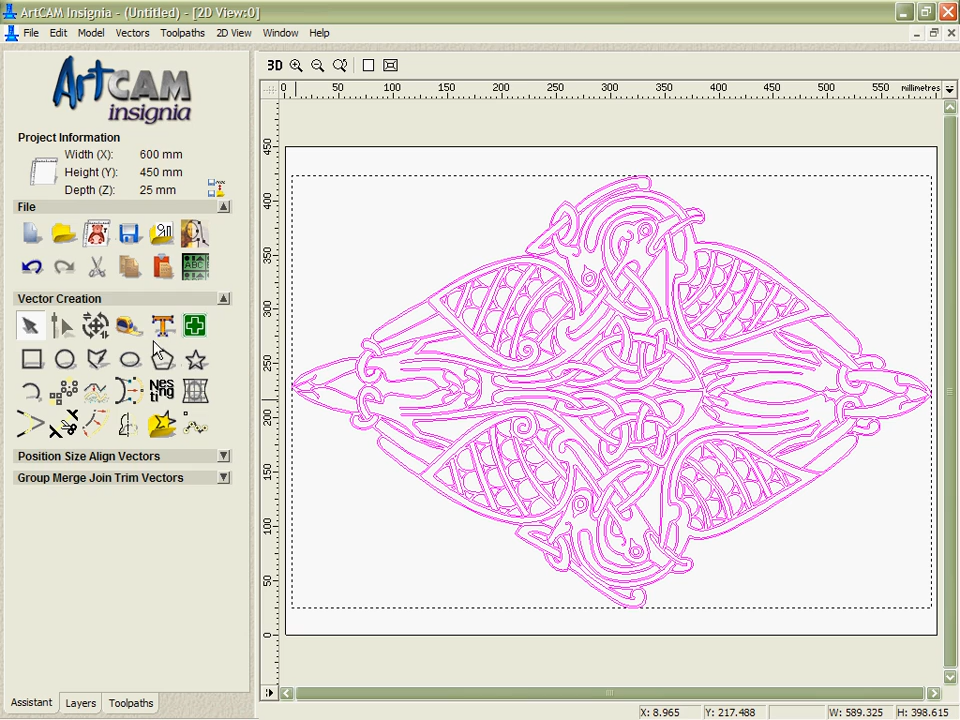 ArtCAM Insignia - (Untitled) - [2D View:0]
File Edit Model Vectors Toolpaths 2D View Window Help
ArtCAM
insignia
Project Information
Width (X): 600 mm
Height (Y): 450 mm
Depth (Z): 25 mm
File
ABC
Vector Creation
T
Nes
ting
Position Size Align Vectors
Group Merge Join Trim Vectors
Assistant Layers Toolpaths
3D
0 50 100 150 200 250 300 350 400 450 500 550 millimetres
450
400
350
300
250
200
150
100
50
0
X: 8.965 Y: 217.488 W: 589.325 H: 398.615